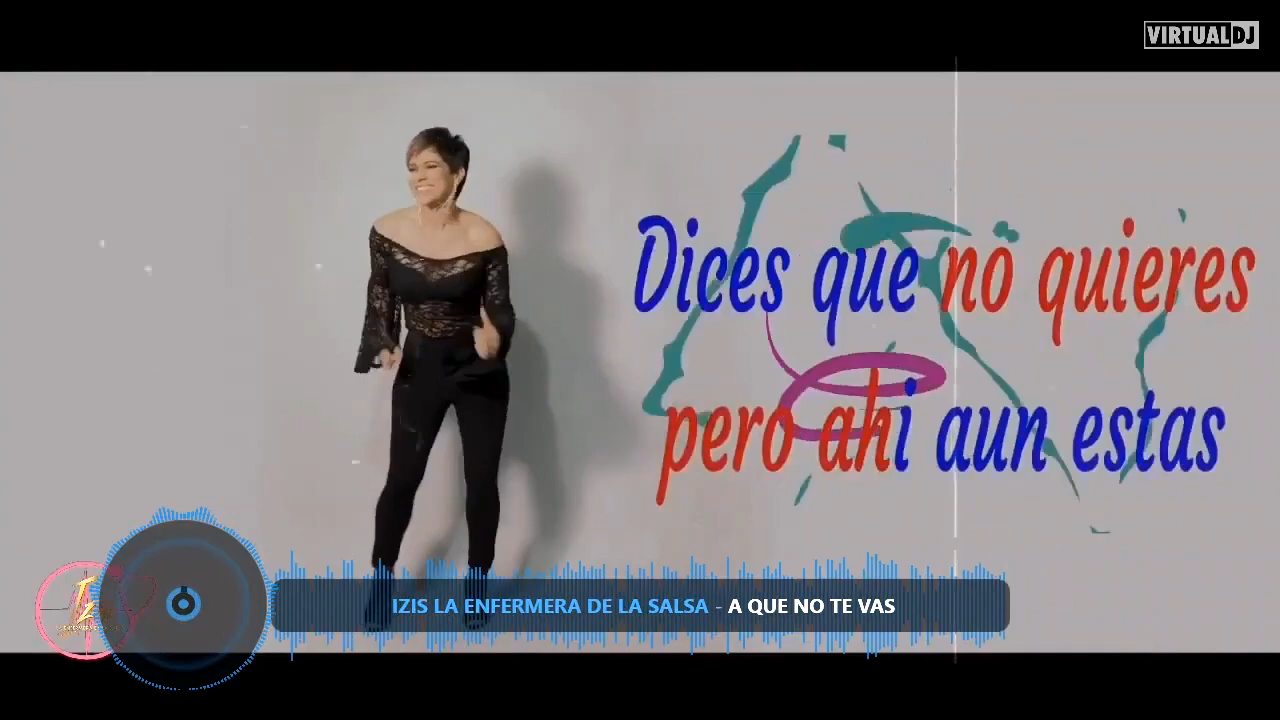 VIRTUALDJ
Dices que no quieres
pero ahi aun estas
IZIS LA ENFERMERA DE LA SALSA - A QUE NO TE VAS